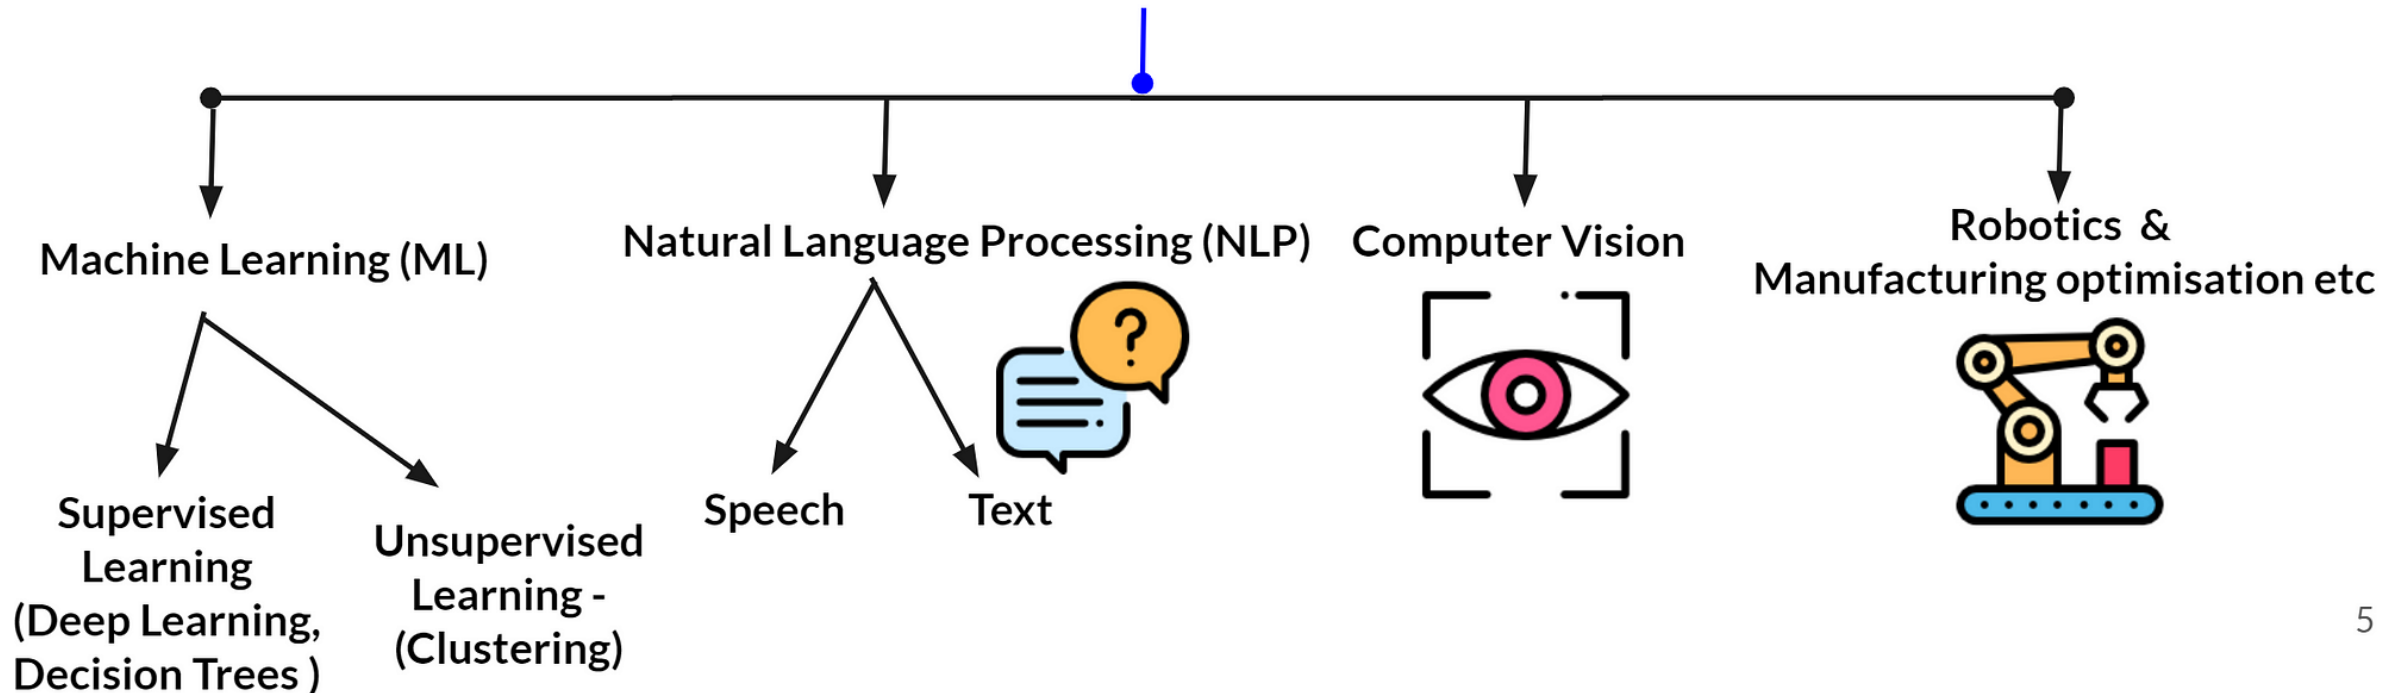 Machine Learning (ML)
Natural Language Processing (NLP)
Computer Vision
Robotics &
Manufacturing optimisation etc
?
Supervised
Learning
(Deep Learning,
Decision Trees )
Unsupervised
Learning -
(Clustering)
Speech
Text
5